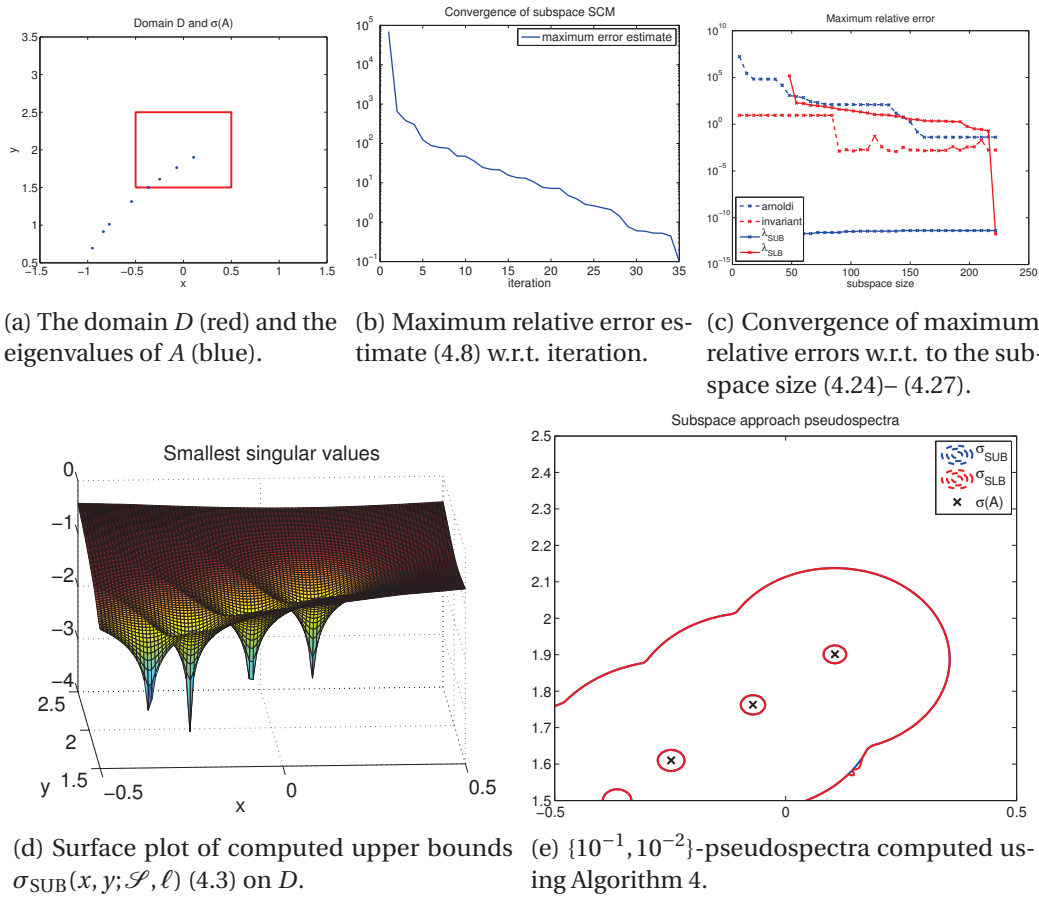 Domain D and σ(A)
3.5
3
2.5
2
1.5
1
0.5
−1.5
−1
−0.5
0
0.5
1
1.5
x
y
Convergence of subspace SCM
maximum error estimate
10^5
10^4
10^3
10^2
10^1
10^0
10^−1
0
5
10
15
20
25
30
35
iteration
Maximum relative error
10^10
10^5
10^0
10^−5
10^−10
10^−15
arnoldi
invariant
λ_SUB
λ_SLB
0
50
100
150
200
250
subspace size
(a) The domain D (red) and the
eigenvalues of A (blue).
(b) Maximum relative error es-
timate (4.8) w.r.t. iteration.
(c) Convergence of maximum
relative errors w.r.t. to the sub-
space size (4.24)– (4.27).
Smallest singular values
0
−1
−2
−3
−4
2.5
2
1.5
y
−0.5
0
0.5
x
Subspace approach pseudospectra
2.5
2.4
2.3
2.2
2.1
2
1.9
1.8
1.7
1.6
1.5
−0.5
0
0.5
σ_SUB
σ_SLB
σ(A)
(d) Surface plot of computed upper bounds
σ_SUB(x, y; 𝒮, ℓ) (4.3) on D.
(e) {10^−1, 10^−2}-pseudospectra computed us-
ing Algorithm 4.